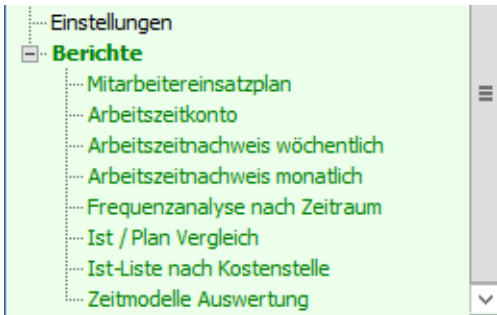 Einstellungen
Berichte
Mitarbeitereinsatzplan
Arbeitszeitkonto
Arbeitszeitnachweis wöchentlich
Arbeitszeitnachweis monatlich
Frequenzanalyse nach Zeitraum
Ist / Plan Vergleich
Ist-Liste nach Kostenstelle
Zeitmodelle Auswertung